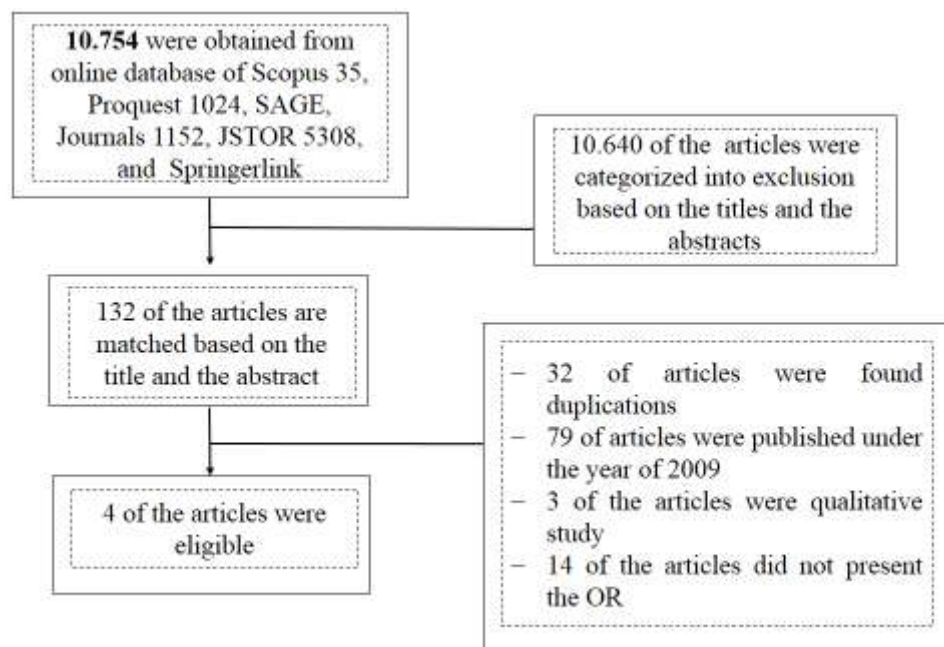 10.754 were obtained from
online database of Scopus 35,
Proquest 1024, SAGE,
Journals 1152, JSTOR 5308,
and Springerlink
10.640 of the articles were
categorized into exclusion
based on the titles and the
abstracts
132 of the articles are
matched based on the
title and the abstract
– 32 of articles were found
duplications
– 79 of articles were published under
the year of 2009
– 3 of the articles were qualitative
study
– 14 of the articles did not present
the OR
4 of the articles were
eligible